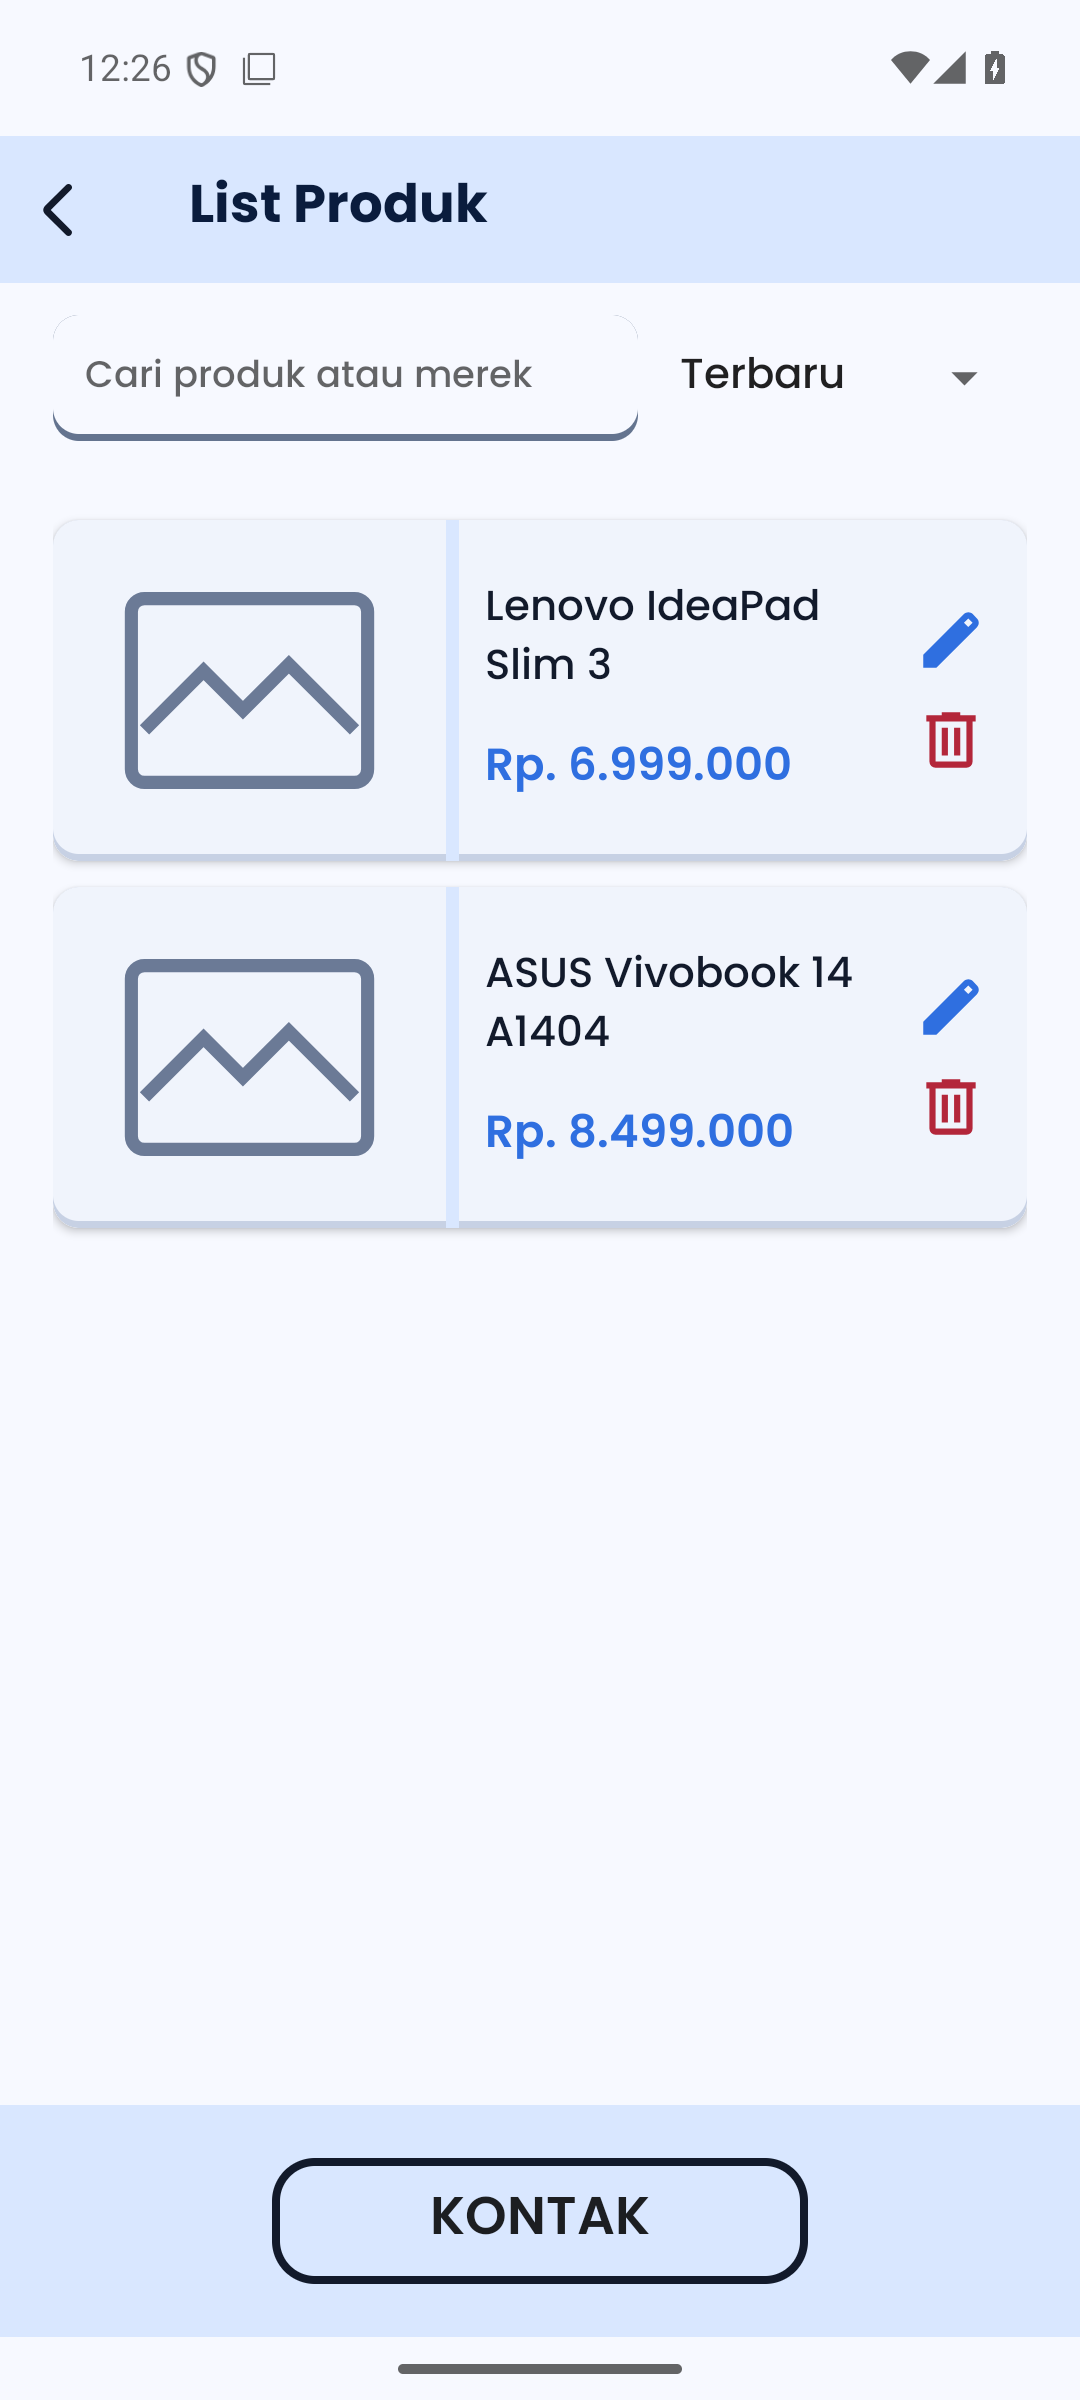 12:26
List Produk
Cari produk atau merek
Terbaru
Lenovo IdeaPad
Slim 3
Rp. 6.999.000
ASUS Vivobook 14
A1404
Rp. 8.499.000
KONTAK